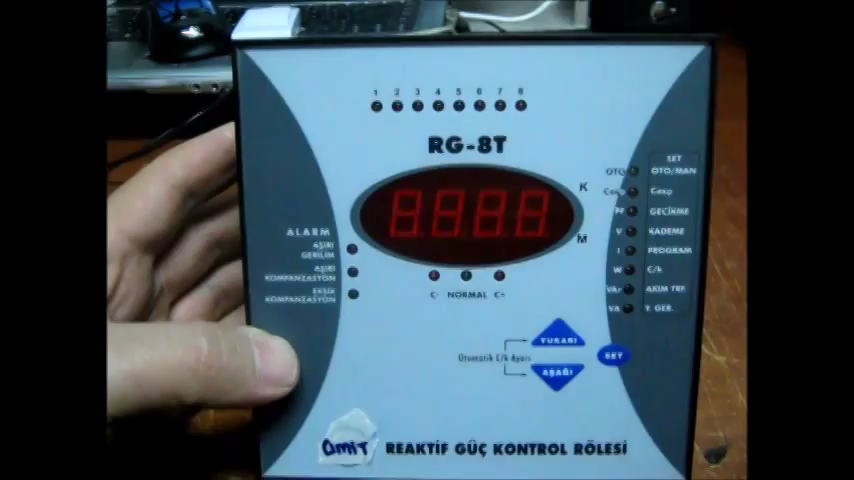 1 2 3 4 5 6 7 8
RG-8T
8.8.8.8
K
M
ALARM
AŞIRI
GERİLİM
AŞIRI
KOMPANZASYON
EKSİK
KOMPANZASYON
C- NORMAL C+
SET
OTO OTO/MAN
Cosφ Cosφ
PF GECİKME
V KADEME
I PROGRAM
W C/k
VAr AKIM TRF.
VA Y. GER.
YUKARI
Otomatik C/k Ayarı
SET
AŞAĞI
OMiT
REAKTİF GÜÇ KONTROL RÖLESİ